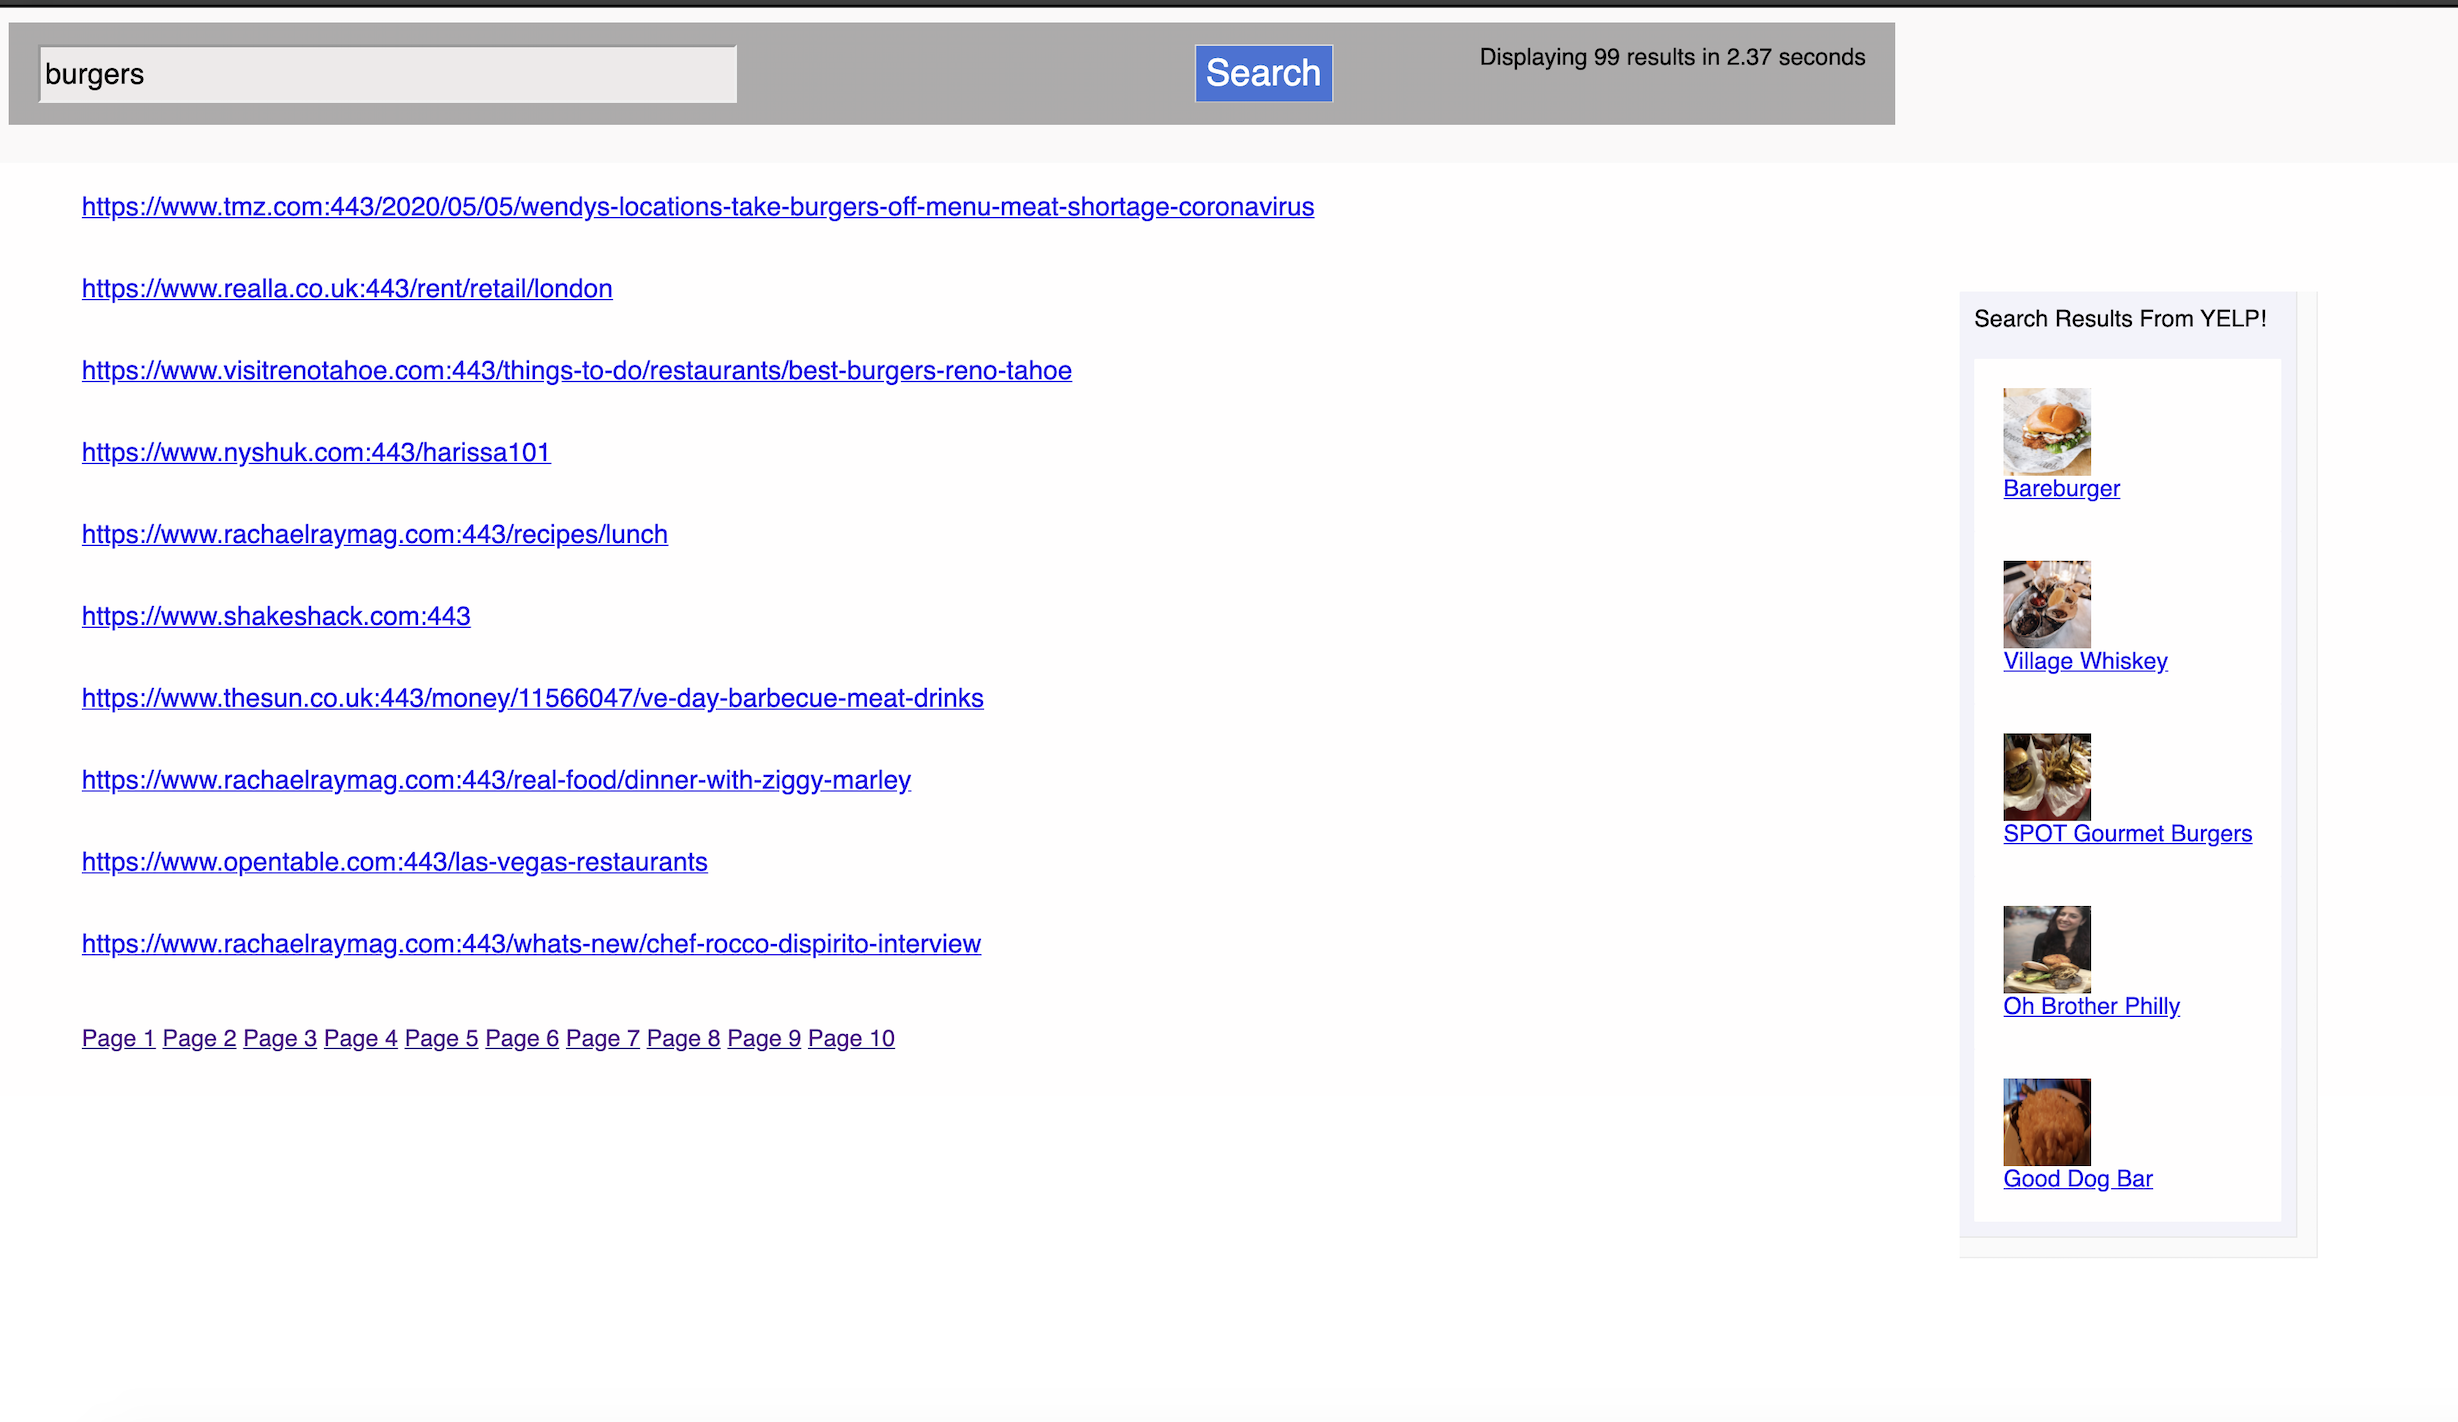 burgers
Search
Displaying 99 results in 2.37 seconds
https://www.tmz.com:443/2020/05/05/wendys-locations-take-burgers-off-menu-meat-shortage-coronavirus
https://www.realla.co.uk:443/rent/retail/london
https://www.visitrenotahoe.com:443/things-to-do/restaurants/best-burgers-reno-tahoe
https://www.nyshuk.com:443/harissa101
https://www.rachaelraymag.com:443/recipes/lunch
https://www.shakeshack.com:443
https://www.thesun.co.uk:443/money/11566047/ve-day-barbecue-meat-drinks
https://www.rachaelraymag.com:443/real-food/dinner-with-ziggy-marley
https://www.opentable.com:443/las-vegas-restaurants
https://www.rachaelraymag.com:443/whats-new/chef-rocco-dispirito-interview
Page 1 Page 2 Page 3 Page 4 Page 5 Page 6 Page 7 Page 8 Page 9 Page 10
Search Results From YELP!
Bareburger
Village Whiskey
SPOT Gourmet Burgers
Oh Brother Philly
Good Dog Bar